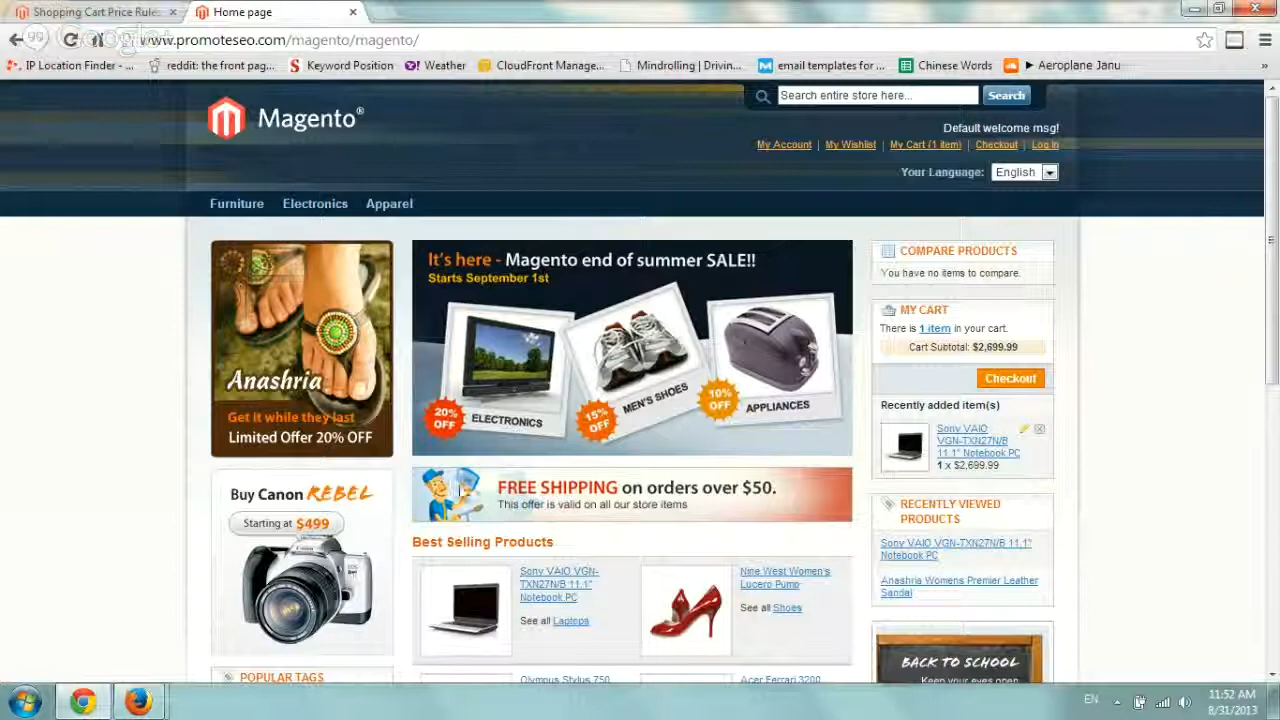 Shopping Cart Price Rules
Home page
www.promoteseo.com/magento/magento/
IP Location Finder - ...
reddit: the front pag...
Keyword Position
Weather
CloudFront Manage...
Mindrolling | Drivin...
email templates for ...
Chinese Words
► Aeroplane Janu
»
Magento®
Search entire store here...
Search
Default welcome msg!
My Account | My Wishlist | My Cart (1 item) | Checkout | Log In
Your Language: English
Furniture Electronics Apparel
Anashria
Get it while they last
Limited Offer 20% OFF
Buy Canon REBEL
Starting at $499
POPULAR TAGS
It's here - Magento end of summer SALE!!
Starts September 1st
20% OFF
ELECTRONICS
15% OFF
MEN'S SHOES
10% OFF
APPLIANCES
FREE SHIPPING on orders over $50.
This offer is valid on all our store items
Best Selling Products
Sony VAIO VGN-
TXN27N/B 11.1"
Notebook PC
See all Laptops
Nine West Women's
Lucero Pump
See all Shoes
Olympus Stylus 750
Acer Ferrari 3200
COMPARE PRODUCTS
You have no items to compare.
MY CART
There is 1 item in your cart.
Cart Subtotal: $2,699.99
Checkout
Recently added item(s)
Sony VAIO
VGN-TXN27N/B
11.1" Notebook PC
1 x $2,699.99
RECENTLY VIEWED
PRODUCTS
Sony VAIO VGN-TXN27N/B 11.1"
Notebook PC
Anashria Womens Premier Leather
Sandal
BACK TO SCHOOL
Keep your eyes open
EN
11:52 AM
8/31/2013